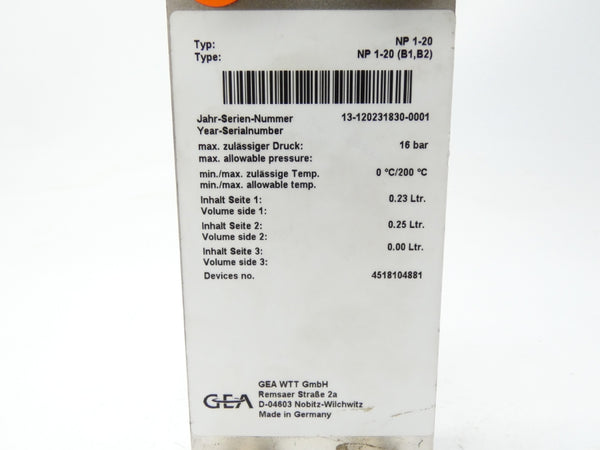 Typ: NP 1-20
Type: NP 1-20 (B1,B2)
Jahr-Serien-Nummer 13-120231830-0001
Year-Serialnumber
max. zulässiger Druck: 16 bar
max. allowable pressure:
min./max. zulässige Temp. 0 °C/200 °C
min./max. allowable temp.
Inhalt Seite 1: 0.23 Ltr.
Volume side 1:
Inhalt Seite 2: 0.25 Ltr.
Volume side 2:
Inhalt Seite 3: 0.00 Ltr.
Volume side 3:
Devices no. 4518104881
GEA
GEA WTT GmbH
Remsaer Straße 2a
D-04603 Nobitz-Wilchwitz
Made in Germany